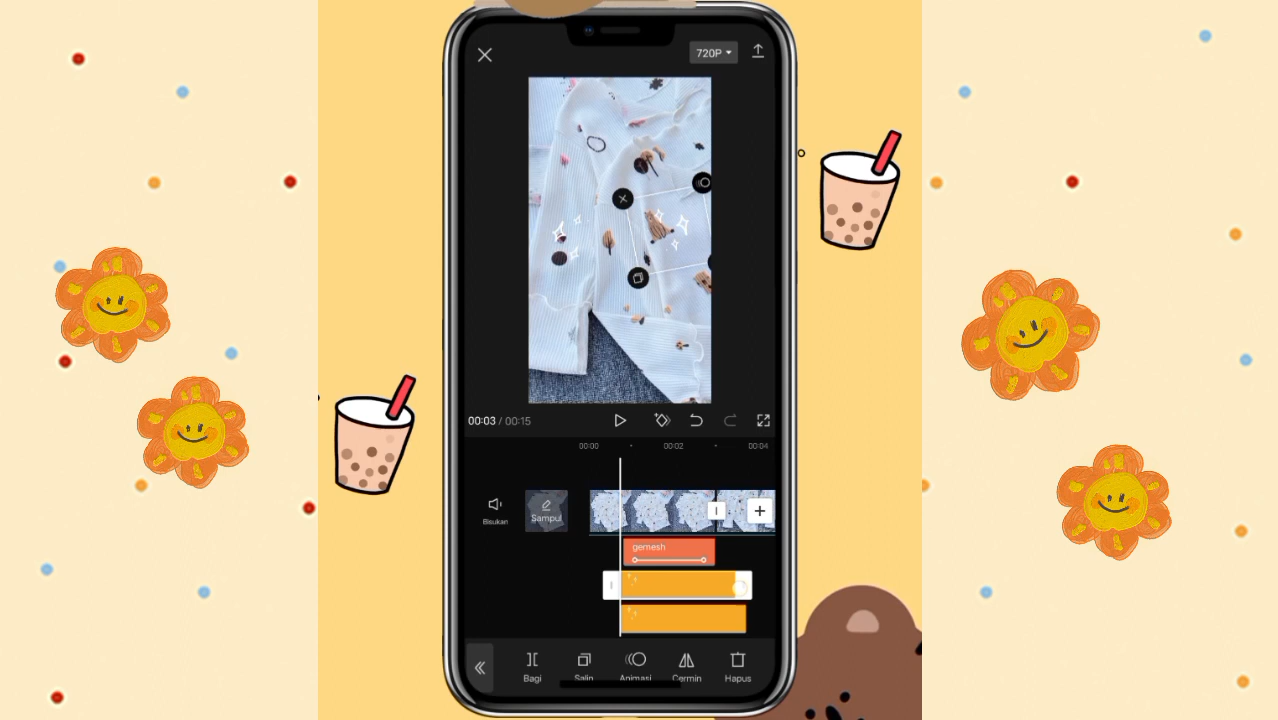 720P
00:03 / 00:15
00:00
00:02
00:04
Bisukan
Sampul
gemesh
Bagi
Salin
Animasi
Cermin
Hapus